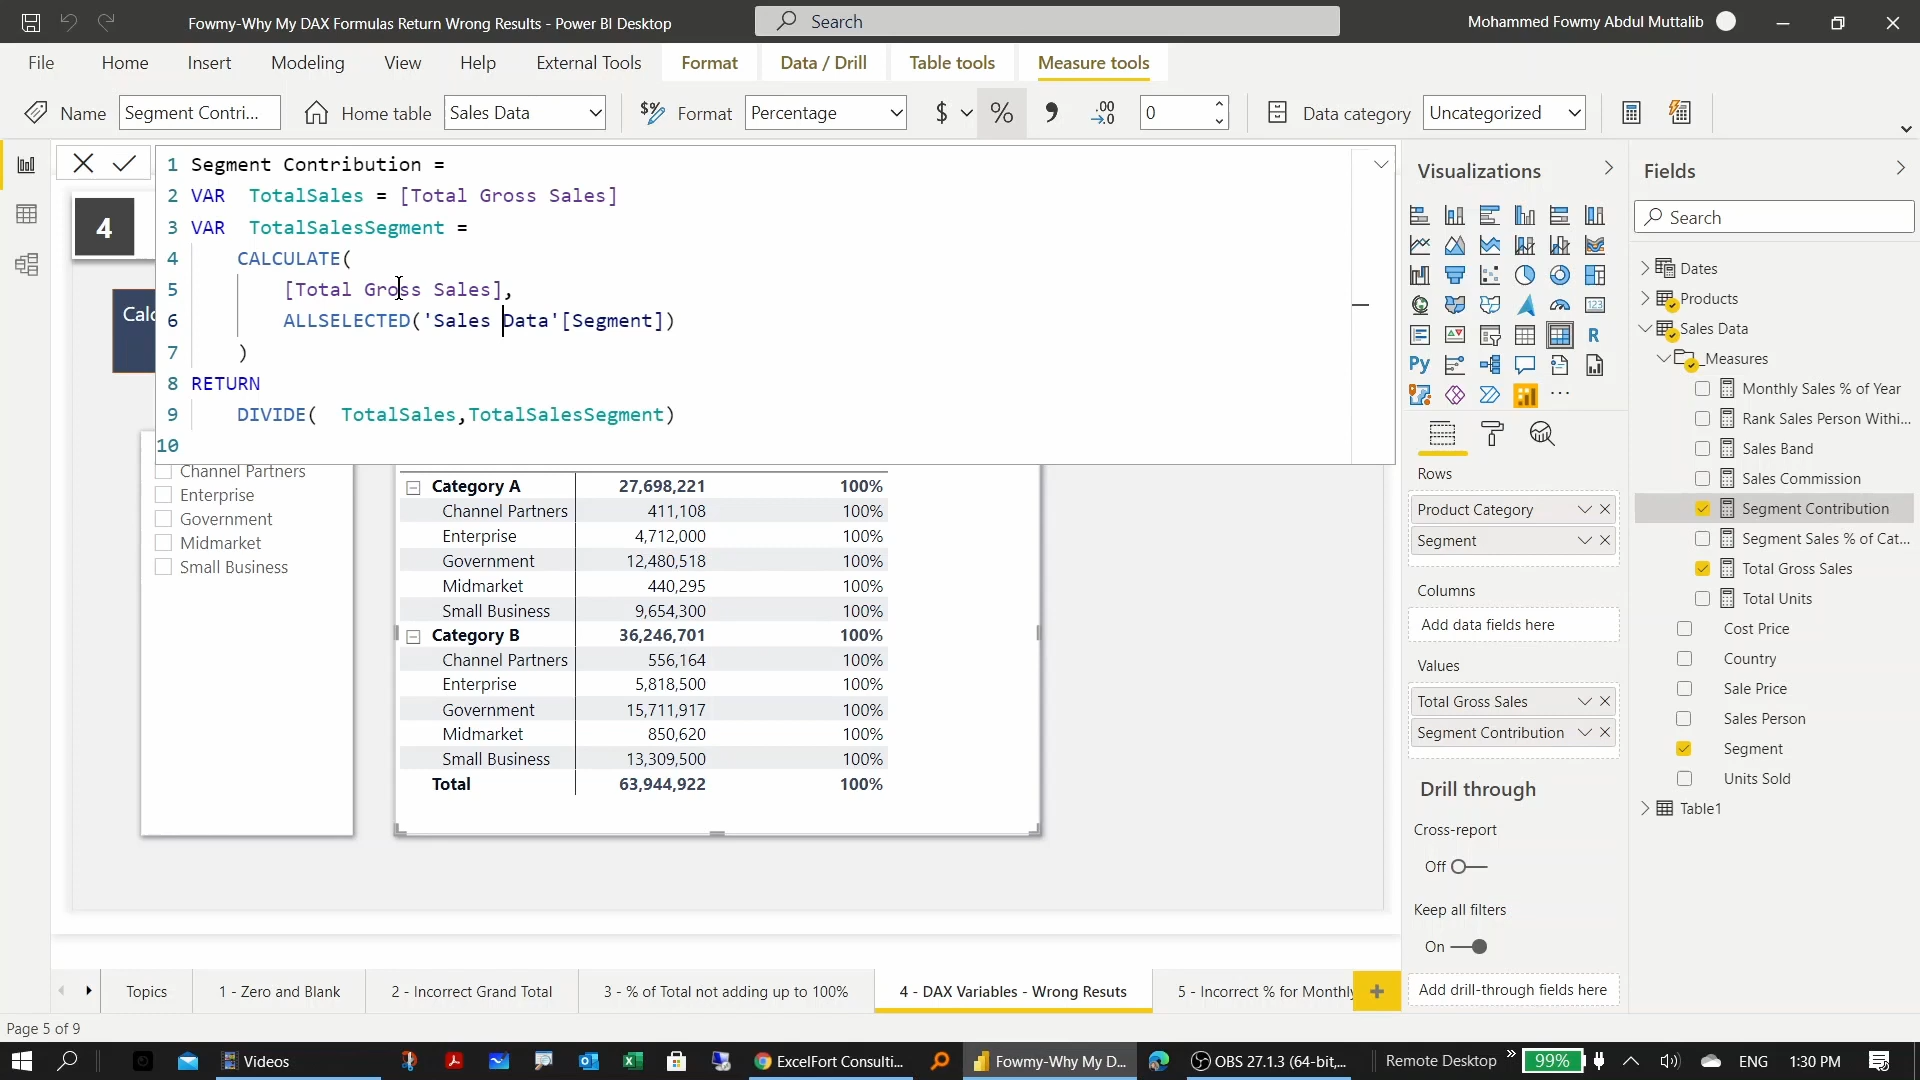 Fowmy-Why My DAX Formulas Return Wrong Results - Power BI Desktop
Search
Mohammed Fowmy Abdul Muttalib
File Home Insert Modeling View Help External Tools Format Data / Drill Table tools Measure tools
Name Segment Contri... Home table Sales Data Format Percentage $ % 0 Data category Uncategorized
1 Segment Contribution =
2 VAR TotalSales = [Total Gross Sales]
3 VAR TotalSalesSegment =
4 CALCULATE(
5 [Total Gross Sales],
6 ALLSELECTED('Sales Data'[Segment])
7 )
8 RETURN
9 DIVIDE( TotalSales,TotalSalesSegment)
10
4
Calc
Channel Partners
Enterprise
Government
Midmarket
Small Business
Category A 27,698,221 100%
Channel Partners 411,108 100%
Enterprise 4,712,000 100%
Government 12,480,518 100%
Midmarket 440,295 100%
Small Business 9,654,300 100%
Category B 36,246,701 100%
Channel Partners 556,164 100%
Enterprise 5,818,500 100%
Government 15,711,917 100%
Midmarket 850,620 100%
Small Business 13,309,500 100%
Total 63,944,922 100%
Visualizations
R
Py
Rows
Product Category
Segment
Columns
Add data fields here
Values
Total Gross Sales
Segment Contribution
Drill through
Cross-report
Off
Keep all filters
On
Add drill-through fields here
Fields
Search
Dates
Products
Sales Data
_Measures
Monthly Sales % of Year
Rank Sales Person Withi...
Sales Band
Sales Commission
Segment Contribution
Segment Sales % of Cat...
Total Gross Sales
Total Units
Cost Price
Country
Sale Price
Sales Person
Segment
Units Sold
Table1
Topics 1 - Zero and Blank 2 - Incorrect Grand Total 3 - % of Total not adding up to 100% 4 - DAX Variables - Wrong Resuts 5 - Incorrect % for Monthly
Page 5 of 9
Videos ExcelFort Consulti... Fowmy-Why My D... OBS 27.1.3 (64-bit,... Remote Desktop 99% ENG 1:30 PM